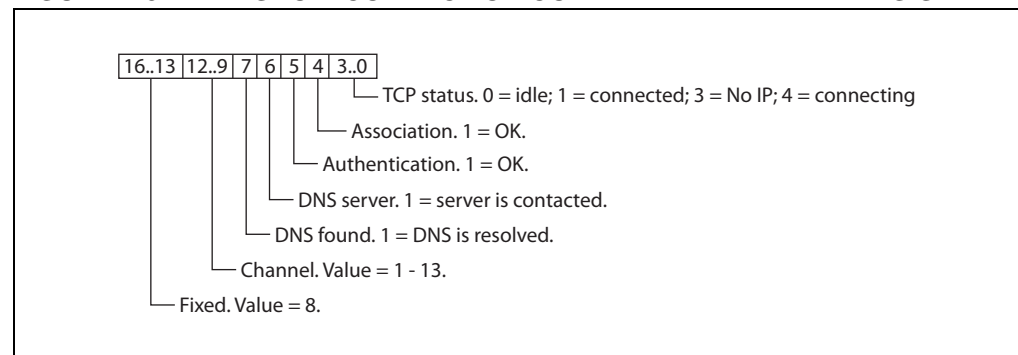 16..13 12..9 7 6 5 4 3..0
TCP status. 0 = idle; 1 = connected; 3 = No IP; 4 = connecting
Association. 1 = OK.
Authentication. 1 = OK.
DNS server. 1 = server is contacted.
DNS found. 1 = DNS is resolved.
Channel. Value = 1 - 13.
Fixed. Value = 8.